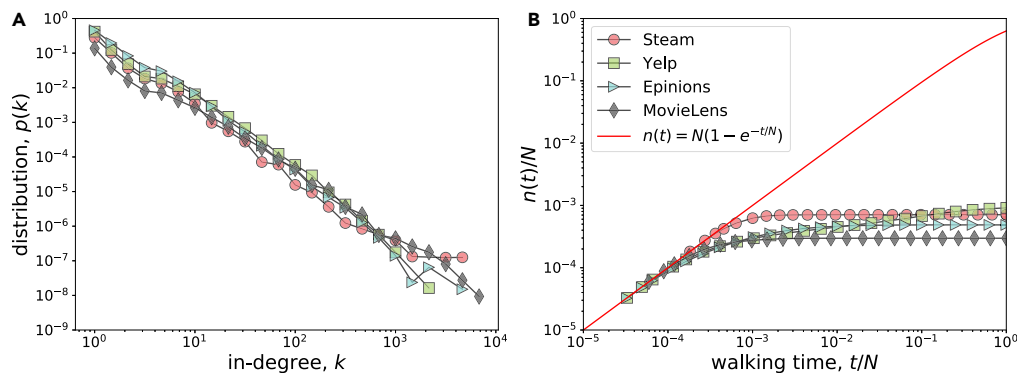 A
distribution, p(k)
10^0
10^-1
10^-2
10^-3
10^-4
10^-5
10^-6
10^-7
10^-8
10^-9
10^0 10^1 10^2 10^3 10^4
in-degree, k
B
n(t)/N
10^0
10^-1
10^-2
10^-3
10^-4
10^-5
Steam
Yelp
Epinions
MovieLens
n(t) = N(1 − e^{−t/N})
10^-5 10^-4 10^-3 10^-2 10^-1 10^0
walking time, t/N